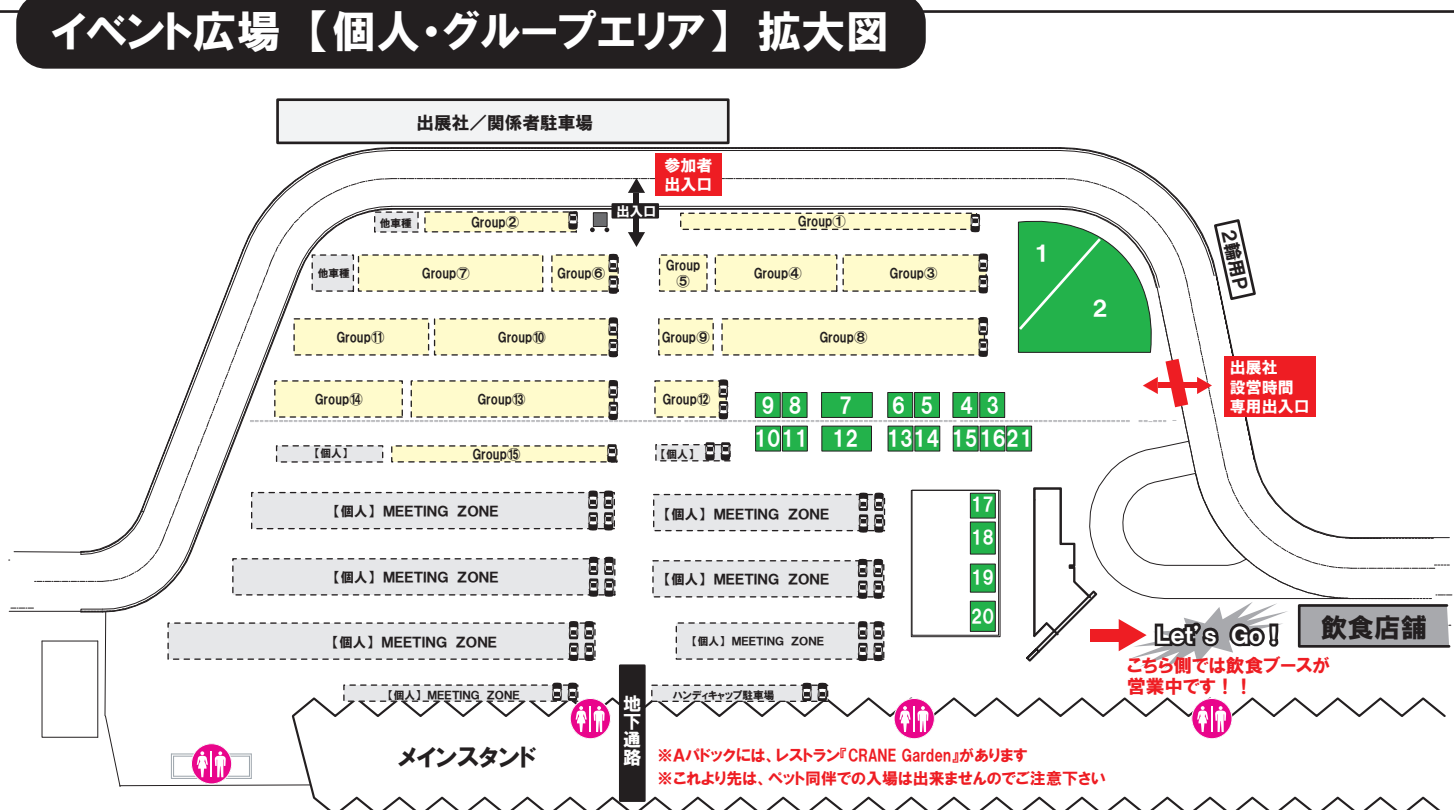 イベント広場 【個人・グループエリア】 拡大図
出展社／関係者駐車場
参加者
出入口
出入口
他車種
Group②
Group①
2輪用P
他車種
Group⑦
Group⑥
Group
⑤
Group④
Group③
1
2
Group⑪
Group⑩
Group⑨
Group⑧
出展社
設営時間
専用出入口
Group⑭
Group⑬
Group⑫
9 8 7 6 5 4 3
10 11 12 13 14 15 16 21
【個人】
Group⑮
【個人】
【個人】 MEETING ZONE
【個人】 MEETING ZONE
17
18
【個人】 MEETING ZONE
【個人】 MEETING ZONE
19
20
【個人】 MEETING ZONE
【個人】 MEETING ZONE
Let's Go!
飲食店舗
こちら側では飲食ブースが
営業中です！！
【個人】 MEETING ZONE
ハンディキャップ駐車場
地下通路
メインスタンド
※Aパドックには、レストラン『CRANE Garden』があります
※これより先は、ペット同伴での入場は出来ませんのでご注意下さい